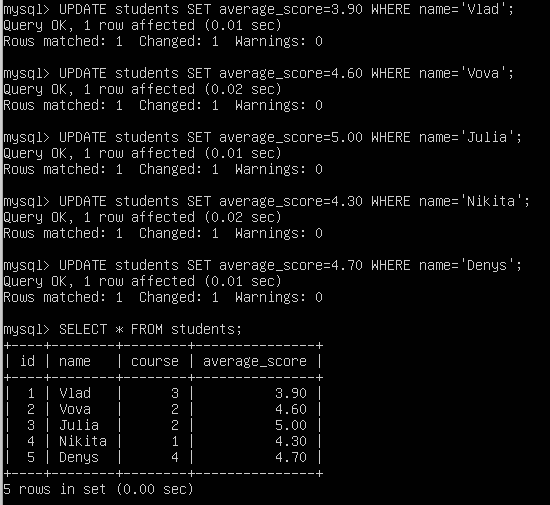 mysql> UPDATE students SET average_score=3.90 WHERE name='Vlad';
Query OK, 1 row affected (0.01 sec)
Rows matched: 1  Changed: 1  Warnings: 0
mysql> UPDATE students SET average_score=4.60 WHERE name='Vova';
Query OK, 1 row affected (0.02 sec)
Rows matched: 1  Changed: 1  Warnings: 0
mysql> UPDATE students SET average_score=5.00 WHERE name='Julia';
Query OK, 1 row affected (0.01 sec)
Rows matched: 1  Changed: 1  Warnings: 0
mysql> UPDATE students SET average_score=4.30 WHERE name='Nikita';
Query OK, 1 row affected (0.02 sec)
Rows matched: 1  Changed: 1  Warnings: 0
mysql> UPDATE students SET average_score=4.70 WHERE name='Denys';
Query OK, 1 row affected (0.01 sec)
Rows matched: 1  Changed: 1  Warnings: 0
mysql> SELECT * FROM students;
+----+--------+--------+---------------+
| id | name   | course | average_score |
+----+--------+--------+---------------+
|  1 | Vlad   |      3 |          3.90 |
|  2 | Vova   |      2 |          4.60 |
|  3 | Julia  |      2 |          5.00 |
|  4 | Nikita |      1 |          4.30 |
|  5 | Denys  |      4 |          4.70 |
+----+--------+--------+---------------+
5 rows in set (0.00 sec)